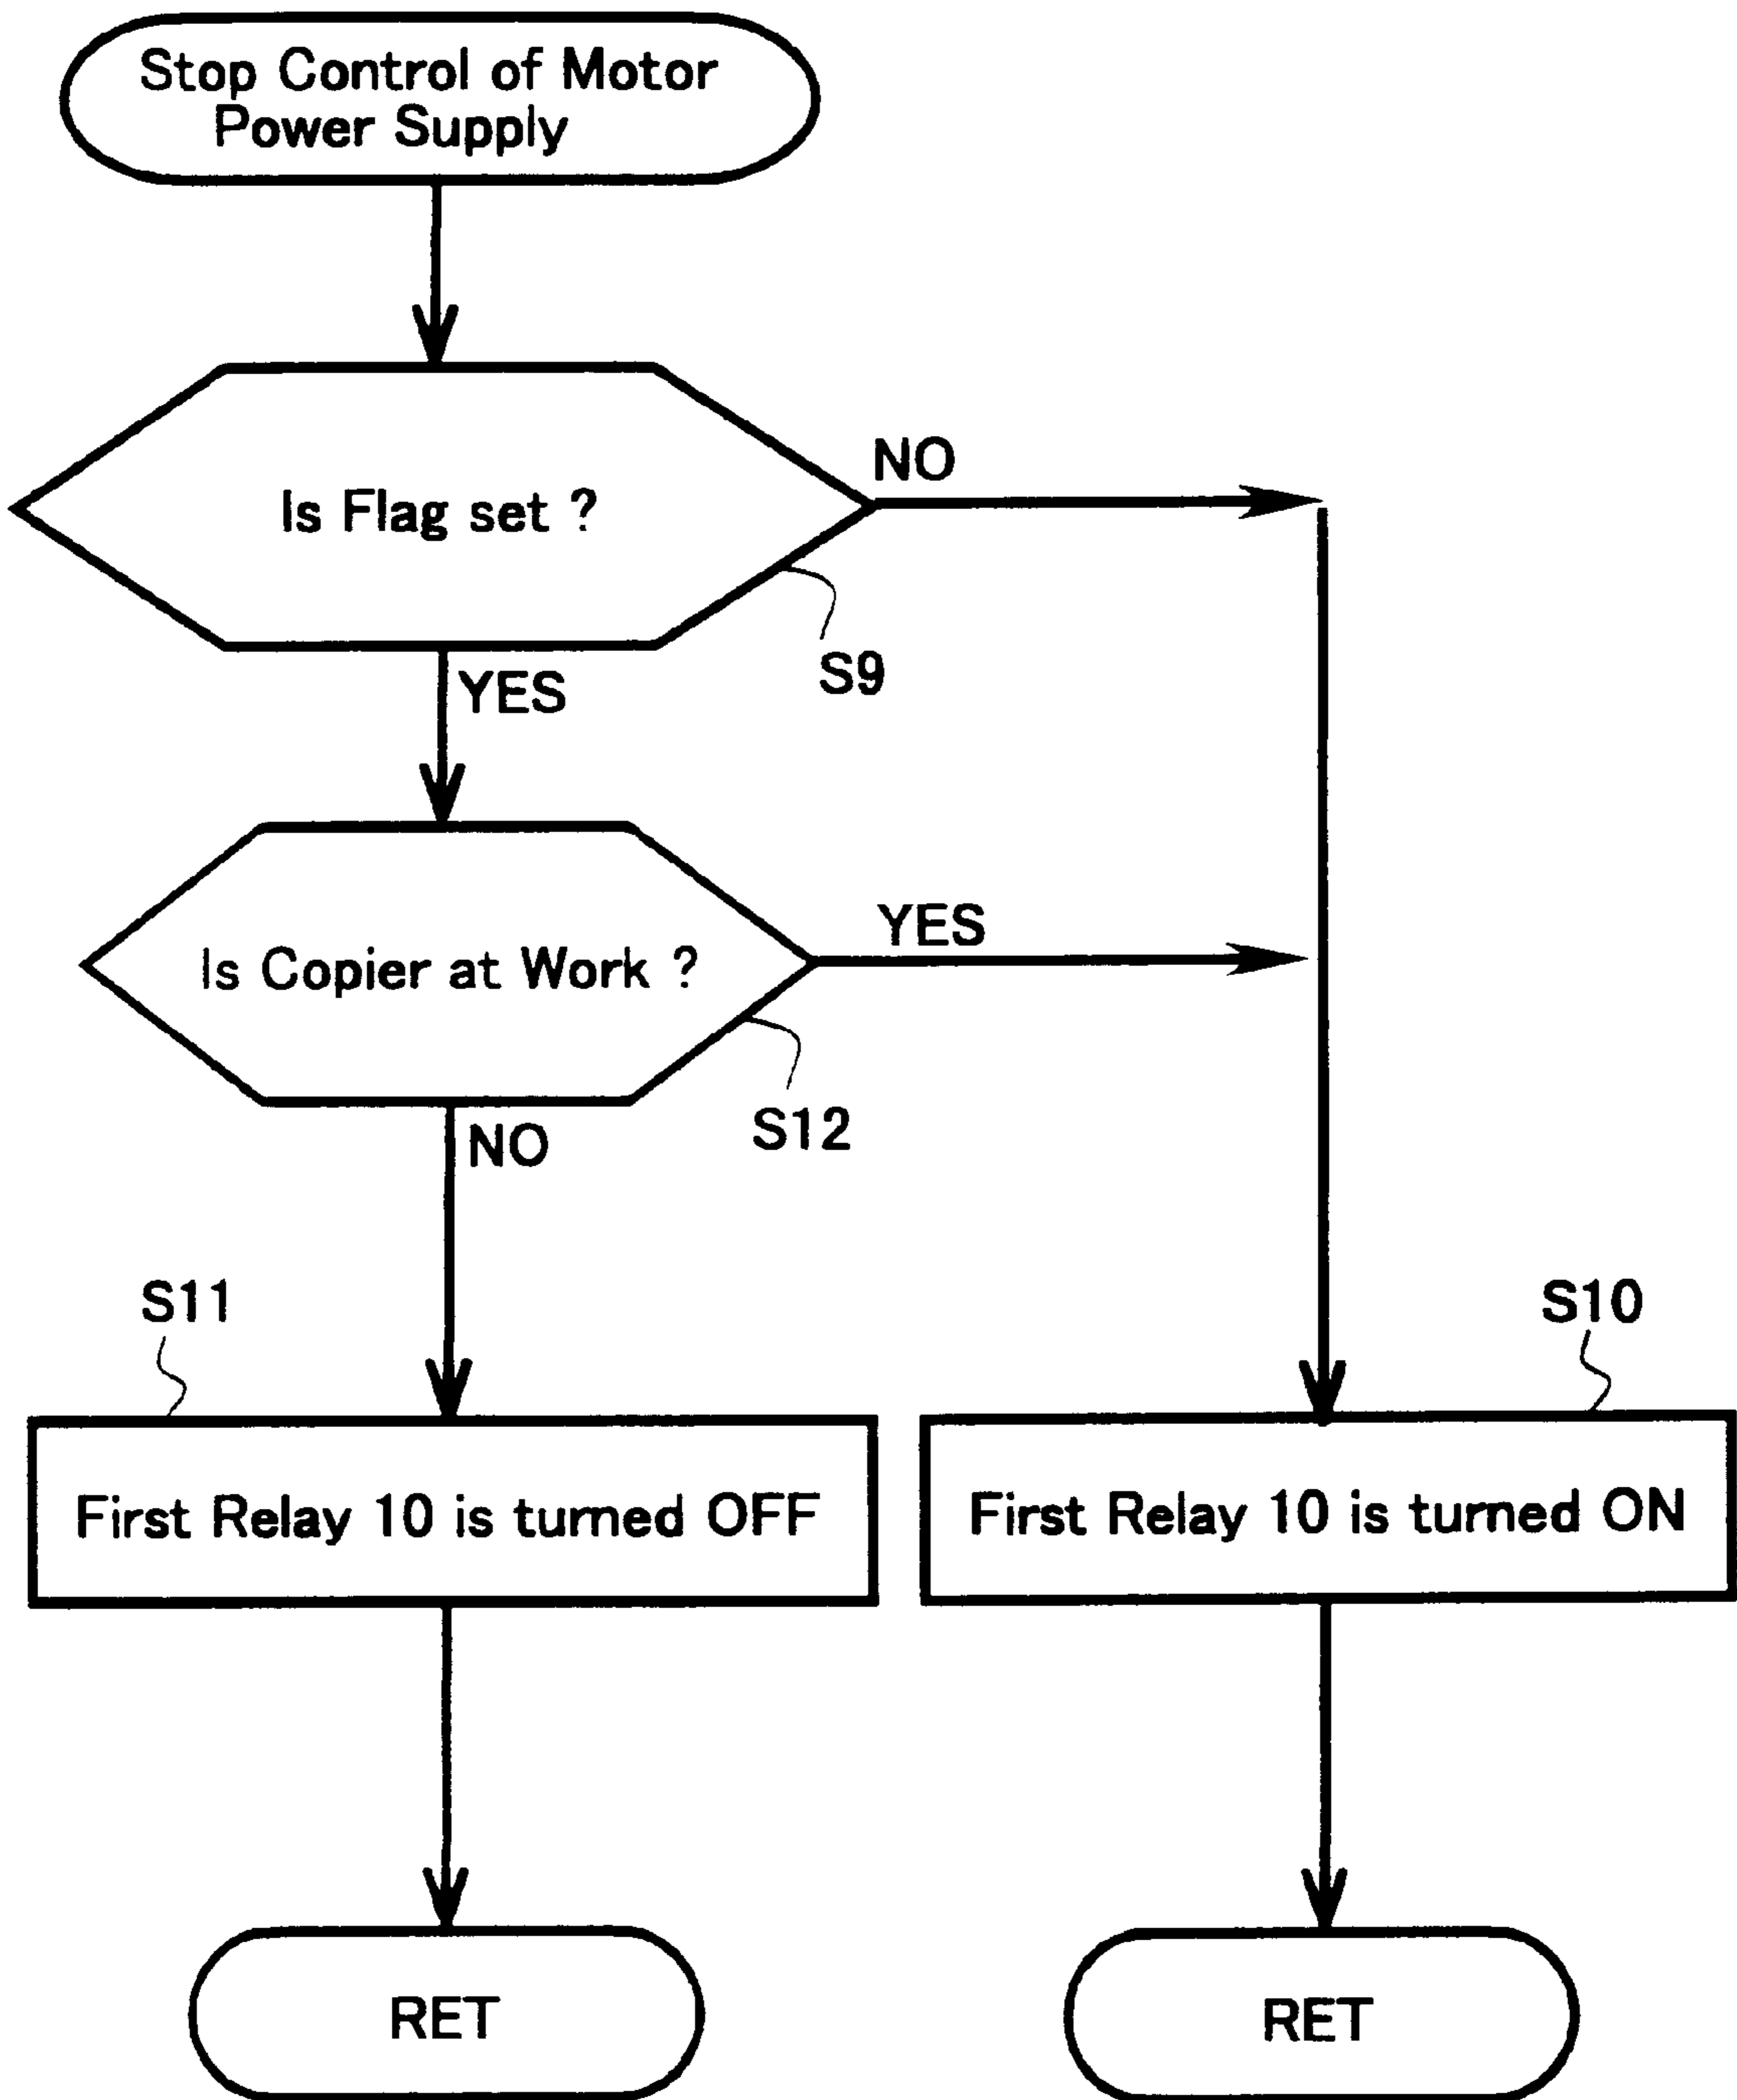 Stop Control of Motor
Power Supply
NO
Is Flag set ?
S9
YES
YES
Is Copier at Work ?
S12
NO
S11
S10
First Relay 10 is turned OFF
First Relay 10 is turned ON
RET
RET